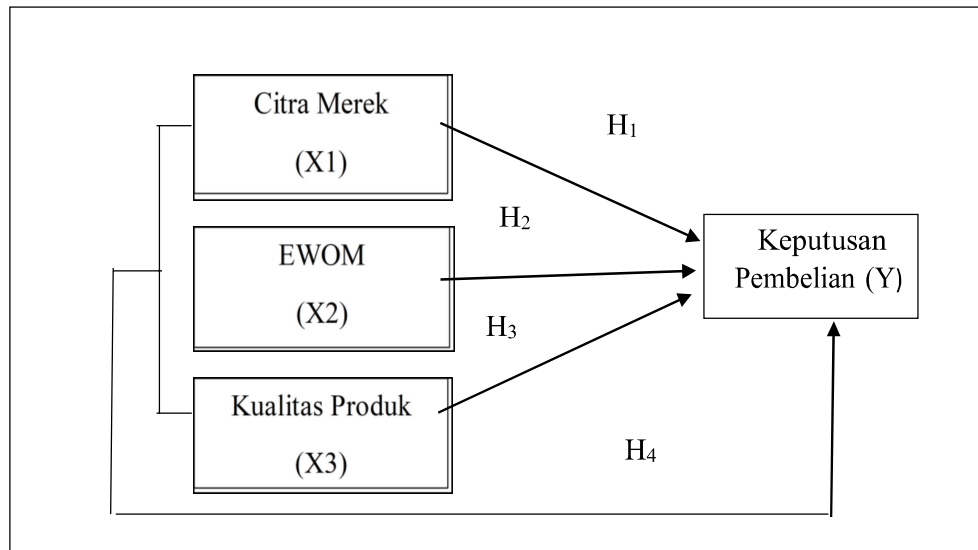 Citra Merek
(X1)
H₁
H₂
EWOM
(X2)
Keputusan
Pembelian (Y)
H₃
Kualitas Produk
(X3)
H₄